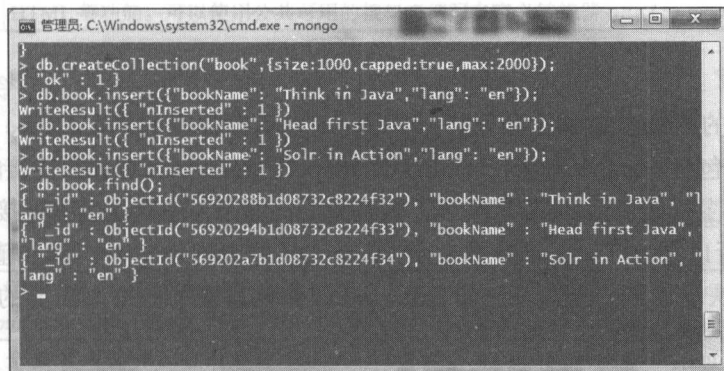 管理员: C:\Windows\system32\cmd.exe - mongo
}
> db.createCollection("book",{size:1000,capped:true,max:2000});
{ "ok" : 1 }
> db.book.insert({"bookName": "Think in Java","lang": "en"});
WriteResult({ "nInserted" : 1 })
> db.book.insert({"bookName": "Head first Java","lang": "en"});
WriteResult({ "nInserted" : 1 })
> db.book.insert({"bookName": "Solr in Action","lang": "en"});
WriteResult({ "nInserted" : 1 })
> db.book.find();
{ "_id" : ObjectId("56920288b1d08732c8224f32"), "bookName" : "Think in Java", "l
ang" : "en" }
{ "_id" : ObjectId("56920294b1d08732c8224f33"), "bookName" : "Head first Java",
"lang" : "en" }
{ "_id" : ObjectId("569202a7b1d08732c8224f34"), "bookName" : "Solr in Action", "
lang" : "en" }
>